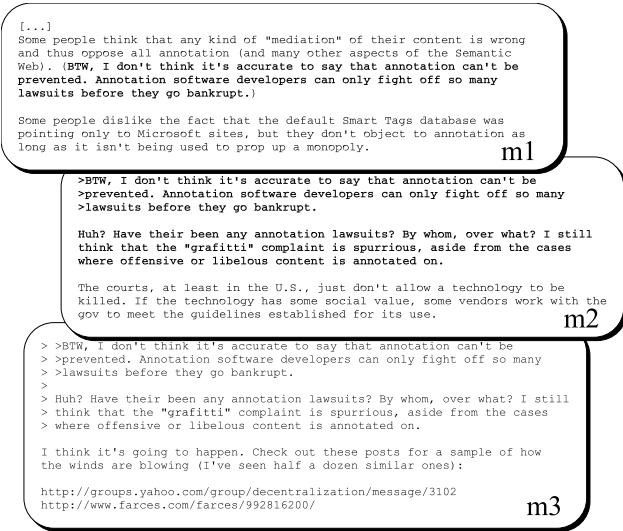 [...]
Some people think that any kind of "mediation" of their content is wrong
and thus oppose all annotation (and many other aspects of the Semantic
Web). (BTW, I don't think it's accurate to say that annotation can't be
prevented. Annotation software developers can only fight off so many
lawsuits before they go bankrupt.)
Some people dislike the fact that the default Smart Tags database was
pointing only to Microsoft sites, but they don't object to annotation as
long as it isn't being used to prop up a monopoly.
m1
>BTW, I don't think it's accurate to say that annotation can't be
>prevented. Annotation software developers can only fight off so many
>lawsuits before they go bankrupt.
Huh? Have their been any annotation lawsuits? By whom, over what? I still
think that the "grafitti" complaint is spurious, aside from the cases
where offensive or libelous content is annotated on.
The courts, at least in the U.S., just don't allow a technology to be
killed. If the technology has some social value, some vendors work with the
gov to meet the guidelines established for its use.
m2
> >BTW, I don't think it's accurate to say that annotation can't be
> >prevented. Annotation software developers can only fight off so many
> >lawsuits before they go bankrupt.
>
> Huh? Have their been any annotation lawsuits? By whom, over what? I still
> think that the "grafitti" complaint is spurious, aside from the cases
> where offensive or libelous content is annotated on.
I think it's going to happen. Check out these posts for a sample of how
the winds are blowing (I've seen half a dozen similar ones):
http://groups.yahoo.com/group/decentralization/message/3102
http://www.farces.com/farces/992816200/
m3